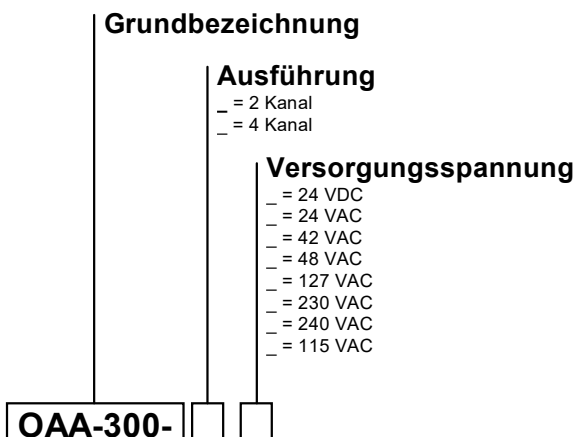 Grundbezeichnung
Ausführung
_ = 2 Kanal
_ = 4 Kanal
Versorgungsspannung
_ = 24 VDC
_ = 24 VAC
_ = 42 VAC
_ = 48 VAC
_ = 127 VAC
_ = 230 VAC
_ = 240 VAC
_ = 115 VAC
OAA-300-